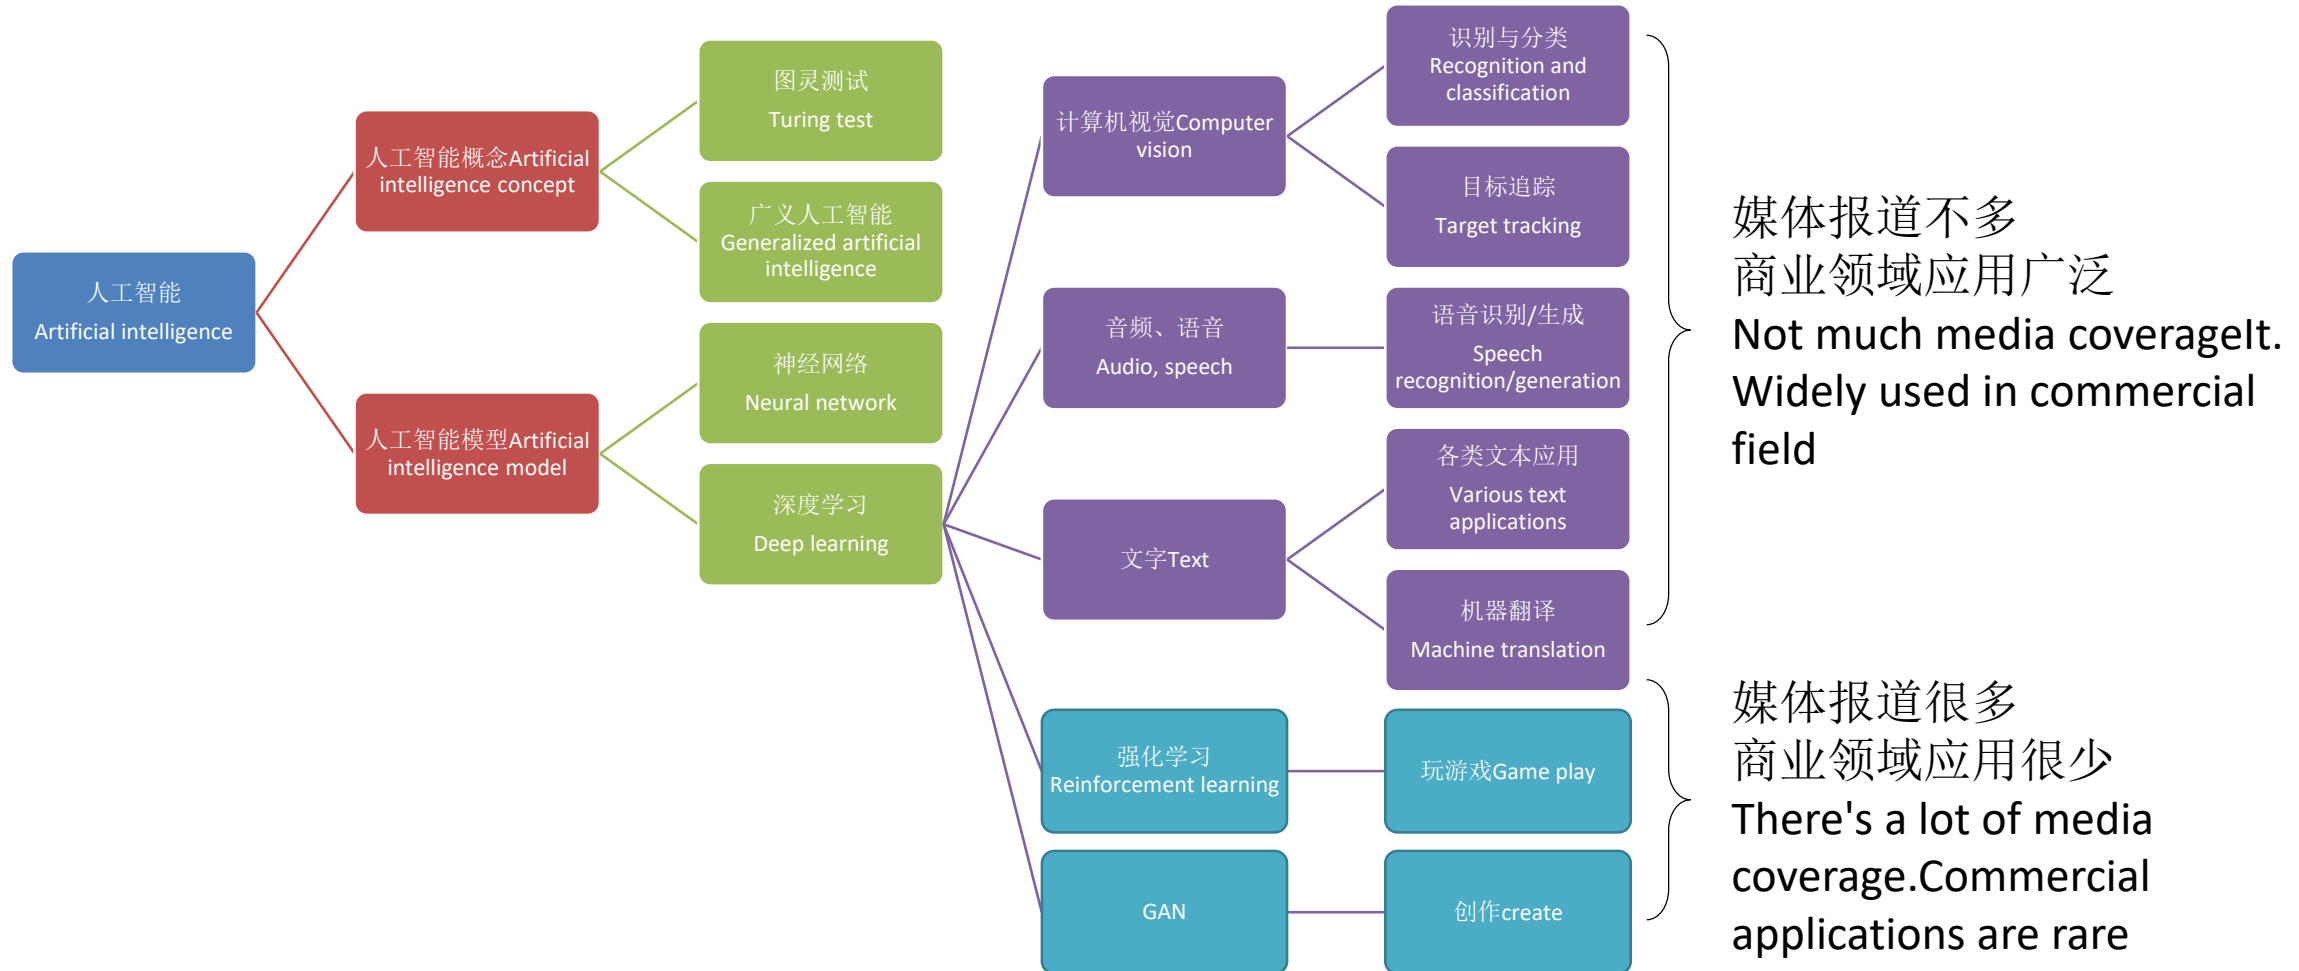 人工智能
Artificial intelligence
人工智能概念Artificial
intelligence concept
人工智能模型Artificial
intelligence model
图灵测试
Turing test
广义人工智能
Generalized artificial
intelligence
神经网络
Neural network
深度学习
Deep learning
计算机视觉Computer
vision
音频、语音
Audio, speech
文字Text
强化学习
Reinforcement learning
GAN
识别与分类
Recognition and
classification
目标追踪
Target tracking
语音识别/生成
Speech
recognition/generation
各类文本应用
Various text
applications
机器翻译
Machine translation
玩游戏Game play
创作create
媒体报道不多
商业领域应用广泛
Not much media coverageIt.
Widely used in commercial
field
媒体报道很多
商业领域应用很少
There's a lot of media
coverage.Commercial
applications are rare